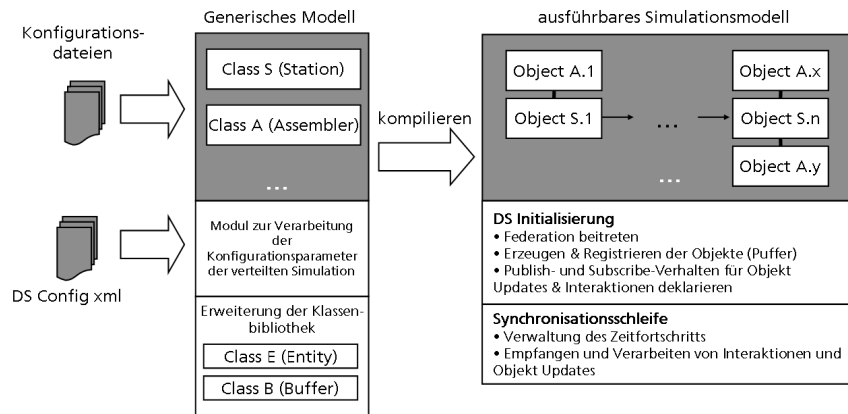 Generisches Modell
ausführbares Simulationsmodell
Konfigurations-
dateien
Class S (Station)
Class A (Assembler)
...
kompilieren
Object A.1
Object S.1
...
Object A.x
Object S.n
Object A.y
...
DS Config xml
Modul zur Verarbeitung
der
Konfigurationsparameter
der verteilten Simulation
Erweiterung der Klassen-
bibliothek
Class E (Entity)
Class B (Buffer)
DS Initialisierung
• Federation beitreten
• Erzeugen & Registrieren der Objekte (Puffer)
• Publish- und Subscribe-Verhalten für Objekt
Updates & Interaktionen deklarieren
Synchronisationsschleife
• Verwaltung des Zeitfortschritts
• Empfangen und Verarbeiten von Interaktionen und
Objekt Updates